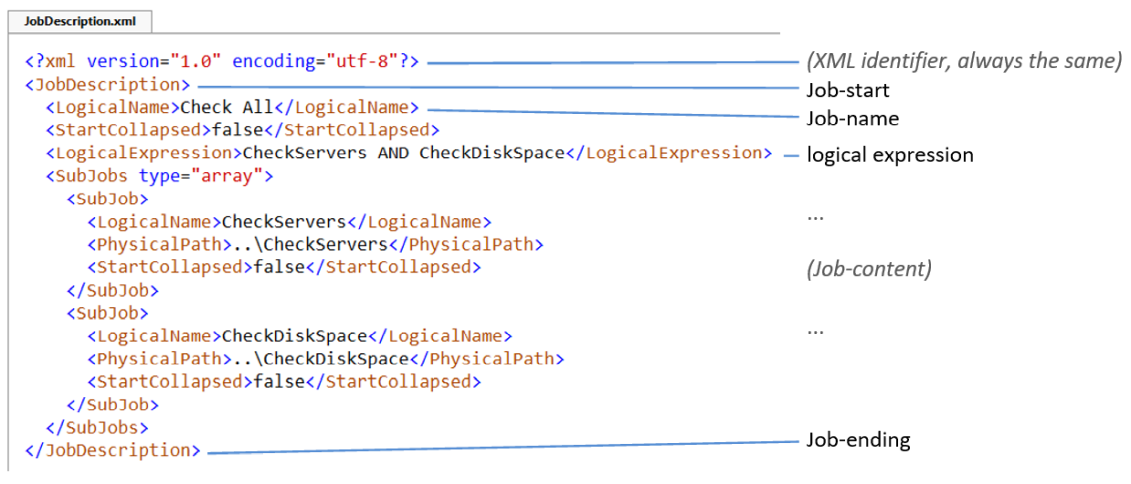 JobDescription.xml
<?xml version="1.0" encoding="utf-8"?> (XML identifier, always the same)
<JobDescription> Job-start
<LogicalName>Check All</LogicalName> Job-name
<StartCollapsed>false</StartCollapsed>
<LogicalExpression>CheckServers AND CheckDiskSpace</LogicalExpression> logical expression
<SubJobs type="array">
<SubJob>
<LogicalName>CheckServers</LogicalName> ...
<PhysicalPath>..\CheckServers</PhysicalPath>
<StartCollapsed>false</StartCollapsed> (Job-content)
</SubJob>
<SubJob>
<LogicalName>CheckDiskSpace</LogicalName> ...
<PhysicalPath>..\CheckDiskSpace</PhysicalPath>
<StartCollapsed>false</StartCollapsed>
</SubJob>
</SubJobs>
</JobDescription> Job-ending